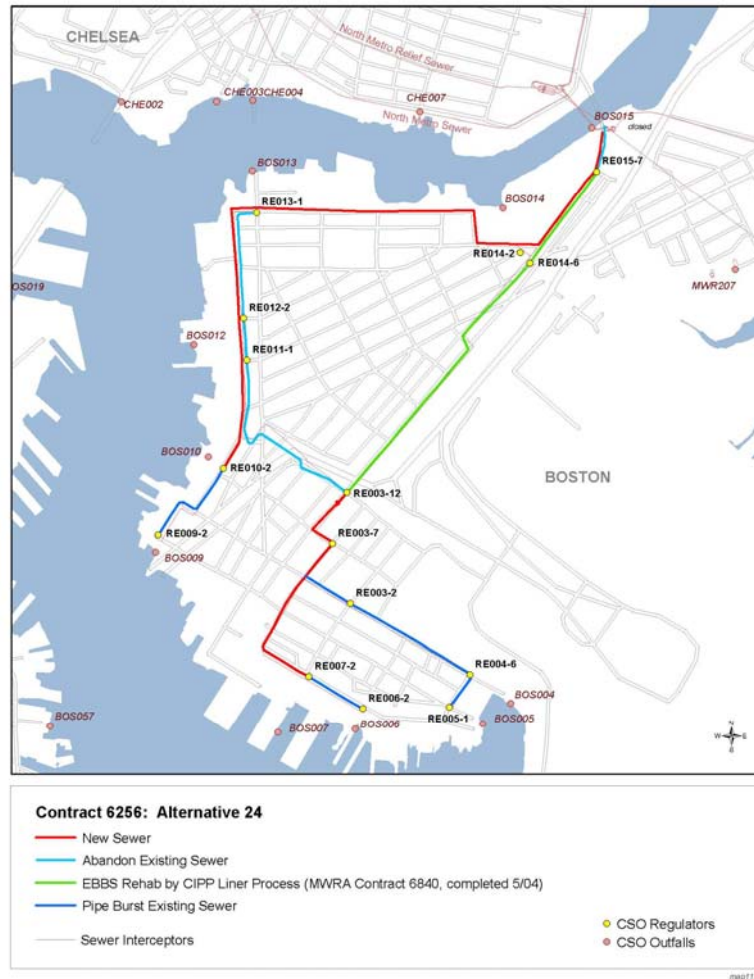 CHELSEA
North Metro Relief Sewer
CHE002
CHE003CHE004
CHE007
North Metro Sewer
BOS015
closed
RE015-7
BOS013
RE013-1
BOS014
RE014-2
RE014-6
MWR207
BOS019
RE012-2
BOS012
RE011-1
BOS010
RE010-2
BOSTON
RE003-12
RE009-2
BOS009
RE003-7
RE003-2
RE004-6
RE007-2
RE006-2
RE005-1
BOS004
BOS057
BOS007
BOS006
BOS005
N
W
E
S
Contract 6256: Alternative 24
New Sewer
Abandon Existing Sewer
EBBS Rehab by CIPP Liner Process (MWRA Contract 6840, completed 5/04)
Pipe Burst Existing Sewer
Sewer Interceptors
CSO Regulators
CSO Outfalls